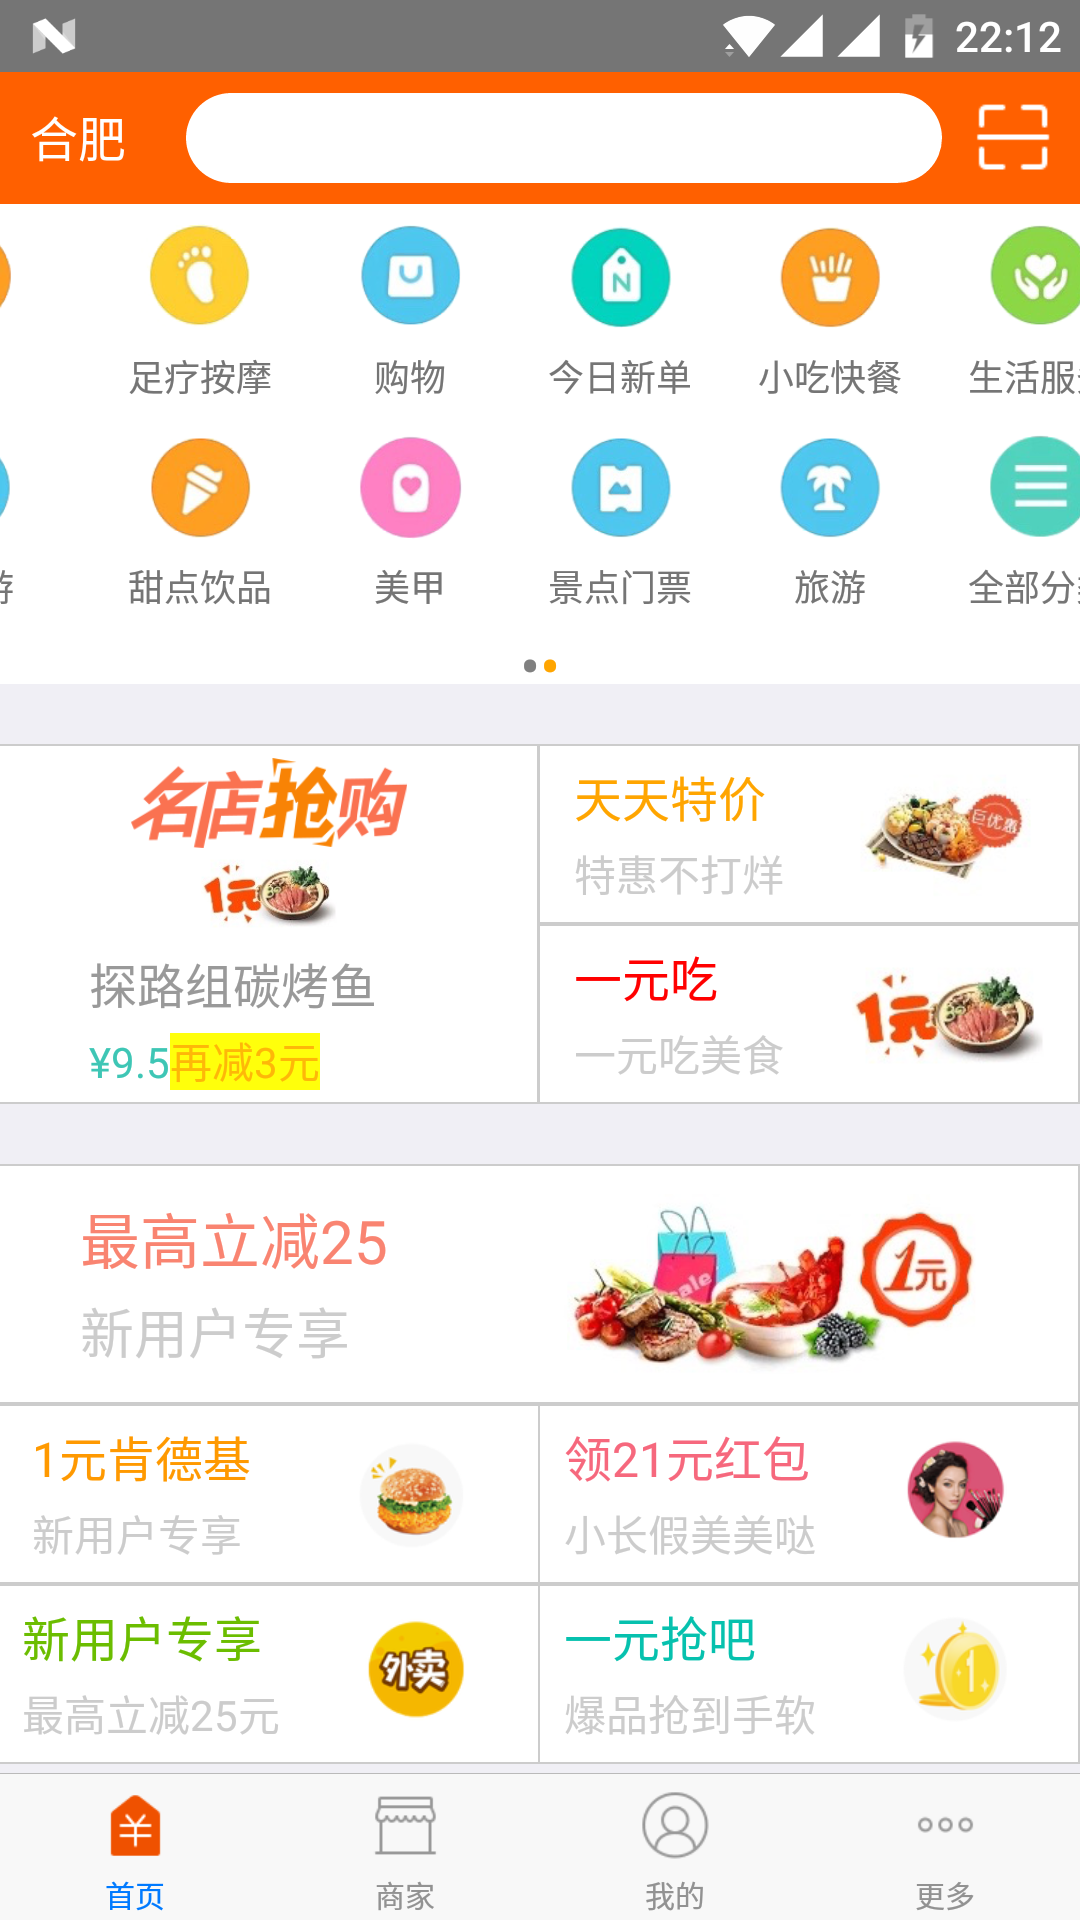 22:12
合肥
足疗按摩 购物 今日新单 小吃快餐 生活服
游 甜点饮品 美甲 景点门票 旅游 全部分
名店抢购
1元
探路组碳烤鱼
¥9.5再减3元
天天特价
特惠不打烊
巨优惠
一元吃
一元吃美食
1元
最高立减25
新用户专享
sale
1元
1元肯德基
新用户专享
领21元红包
小长假美美哒
新用户专享
最高立减25元
外卖
一元抢吧
爆品抢到手软
1
首页 商家 我的 更多